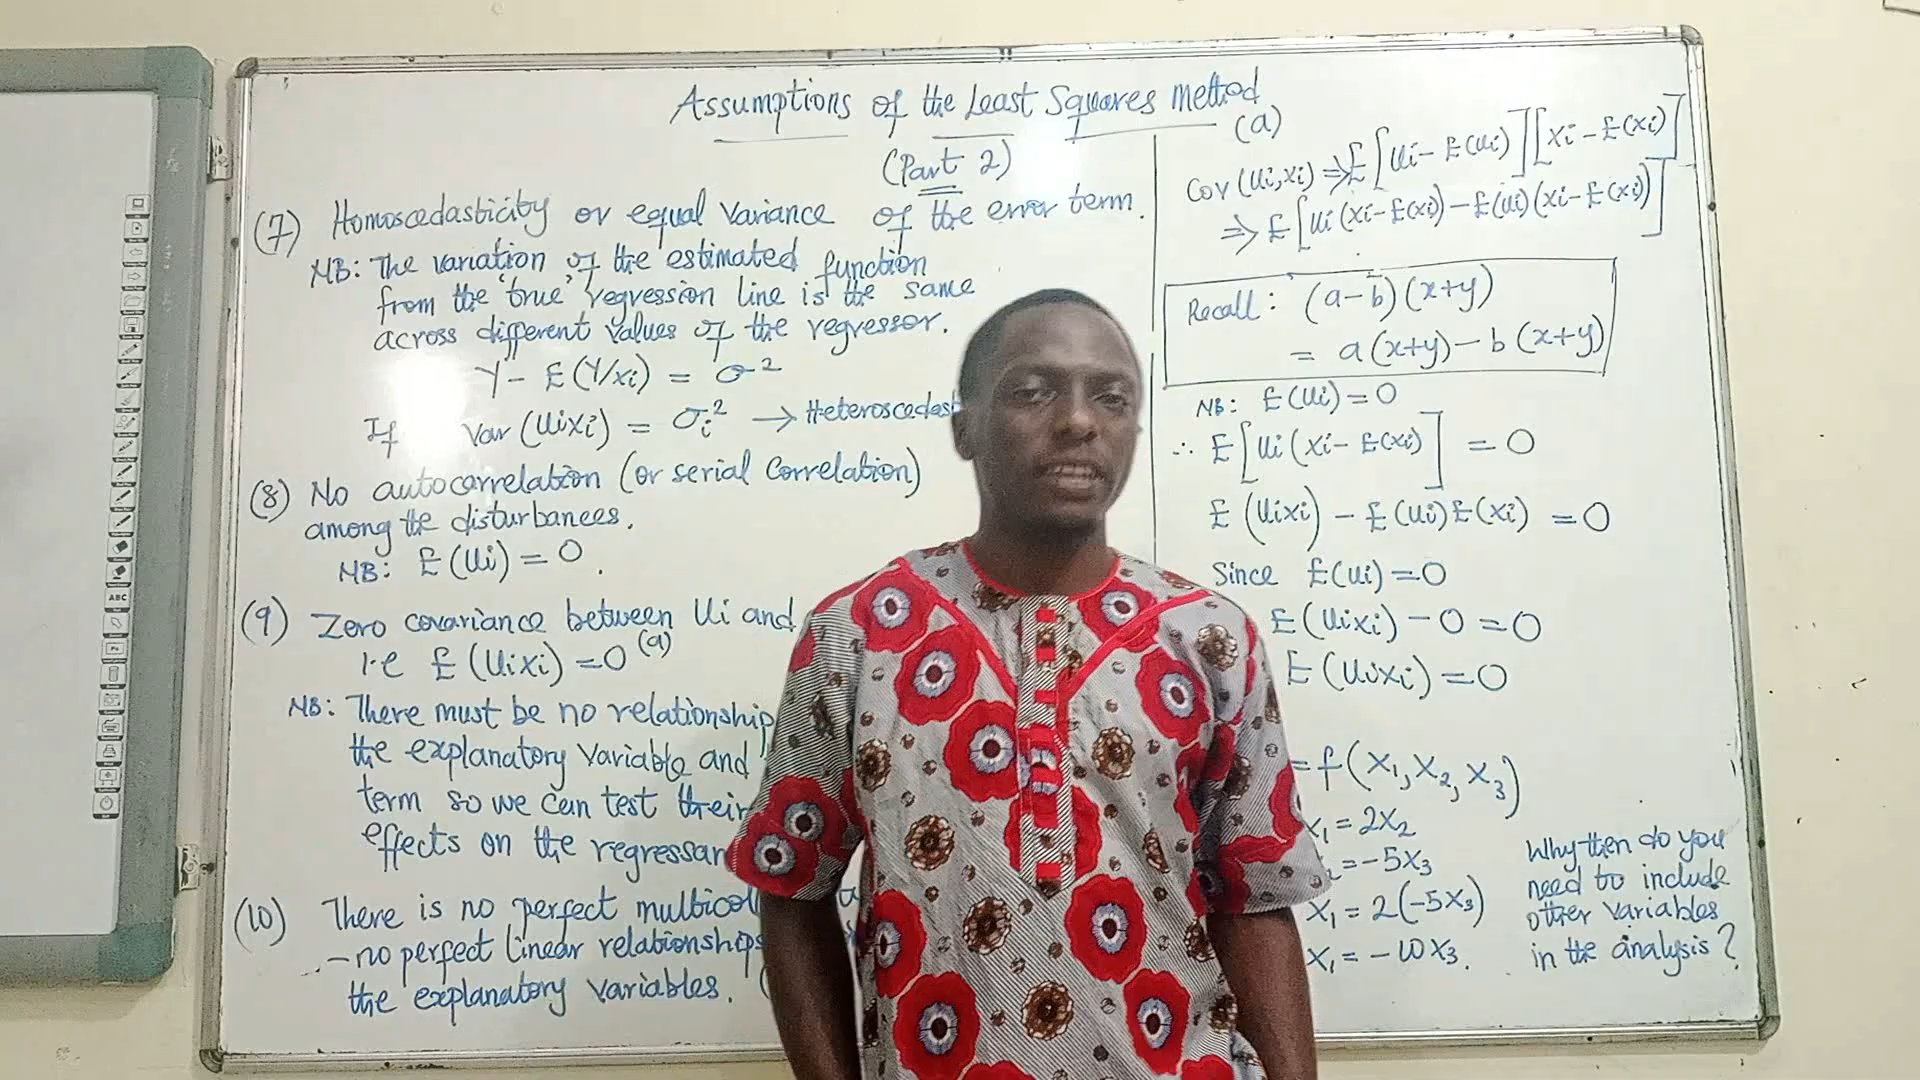 Assumptions of the Least Squares method
(Part 2)
(7) Homoscedasticity or equal variance of the error term.
NB: The variation of the estimated function
from the 'true' regression line is the same
across different values of the regressor.
Y - E(Y/xi) = σ²
If Var (Uixi) = σi² → Heteroscedast
(8) No autocorrelation (or serial correlation)
among the disturbances.
NB: E(Ui) = 0.
(9) Zero covariance between Ui and
i.e E(Uixi) = 0 (a)
NB: There must be no relationship
the explanatory variable and
term so we can test their
effects on the regressan
(10) There is no perfect multicol
- no perfect linear relationships
the explanatory variables.
(a)
Cov (Ui,xi) ⇒ E[Ui - E(Ui)][xi - E(xi)]
⇒ E[Ui(xi - E(xi)) - E(Ui)(xi - E(xi))]
Recall: (a-b)(x+y)
= a(x+y) - b(x+y)
NB: E(Ui) = 0
∴ E[Ui(xi - E(xi)] = 0
E(Uixi) - E(Ui)E(xi) = 0
Since E(Ui) = 0
E(Uixi) - 0 = 0
E(Uixi) = 0
= f(X₁, X₂, X₃)
X₁ = 2X₂
= -5X₃
X₁ = 2(-5X₃)
X₁ = -10X₃.
Why then do you
need to include
other variables
in the analysis?
ABC